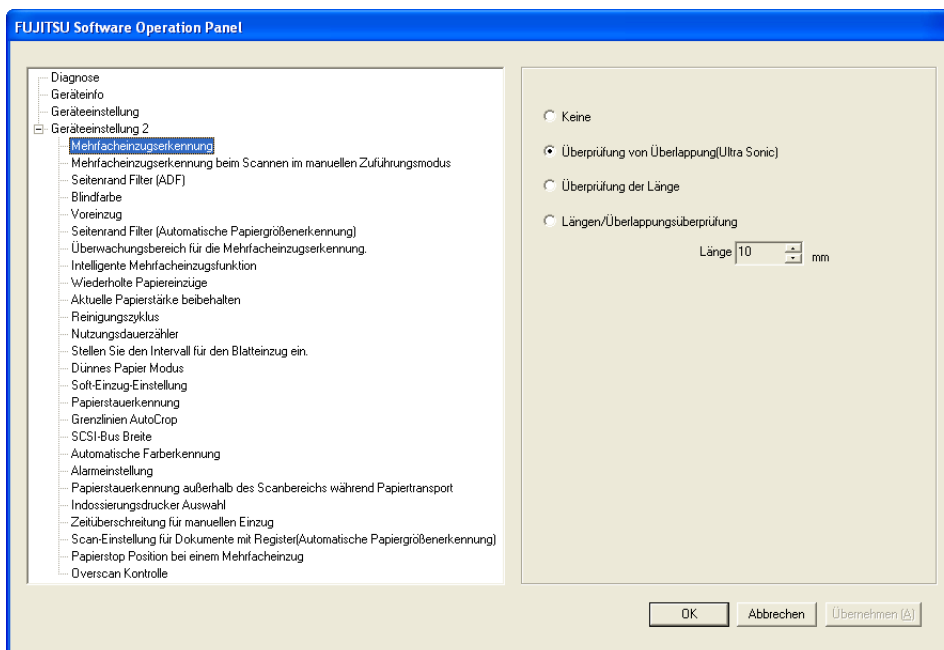 FUJITSU Software Operation Panel
Diagnose
Geräteinfo
Geräteeinstellung
Geräteeinstellung 2
Mehrfacheinzugserkennung
Mehrfacheinzugserkennung beim Scannen im manuellen Zuführungsmodus
Seitenrand Filter (ADF)
Blindfarbe
Voreinzug
Seitenrand Filter (Automatische Papiergrößenerkennung)
Überwachungsbereich für die Mehrfacheinzugserkennung.
Intelligente Mehrfacheinzugsfunktion
Wiederholte Papiereinzüge
Aktuelle Papierstärke beibehalten
Reinigungszyklus
Nutzungsdauerzähler
Stellen Sie den Intervall für den Blatteinzug ein.
Dünnes Papier Modus
Soft-Einzug-Einstellung
Papierstauerkennung
Grenzlinien AutoCrop
SCSI-Bus Breite
Automatische Farberkennung
Alarmeinstellung
Papierstauerkennung außerhalb des Scanbereichs während Papiertransport
Indossierungsdrucker Auswahl
Zeitüberschreitung für manuellen Einzug
Scan-Einstellung für Dokumente mit Register(Automatische Papiergrößenerkennung)
Papierstop Position bei einem Mehrfacheinzug
Overscan Kontrolle
Keine
Überprüfung von Überlappung(Ultra Sonic)
Überprüfung der Länge
Längen/Überlappungsüberprüfung
Länge 10 mm
OK Abbrechen Übernehmen (A)